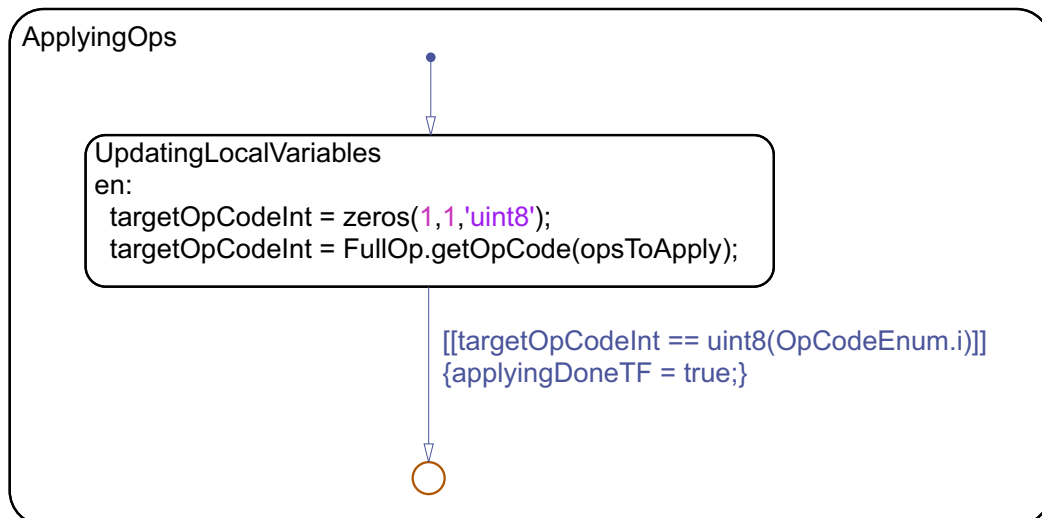 ApplyingOps
UpdatingLocalVariables
en:
targetOpCodeInt = zeros(1,1,'uint8');
targetOpCodeInt = FullOp.getOpCode(opsToApply);
[[targetOpCodeInt == uint8(OpCodeEnum.i)]]
{applyingDoneTF = true;}